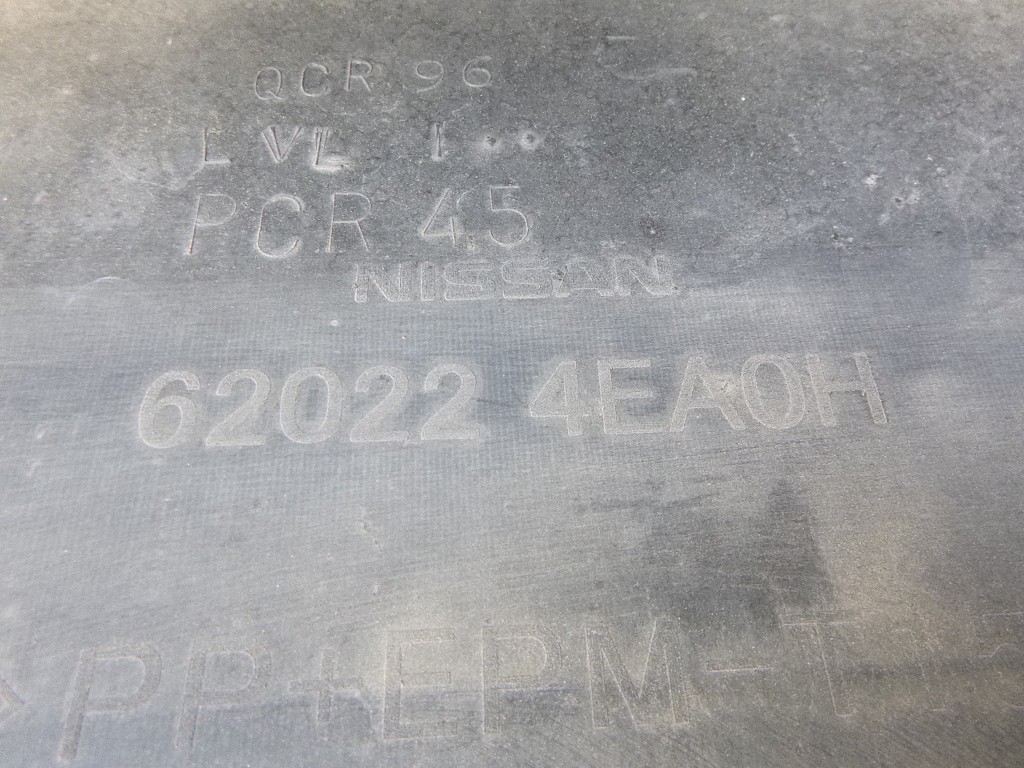 QCR 96
LVL 1
PCR 45
NISSAN
62022 4EA0H
>PP+EPM-T